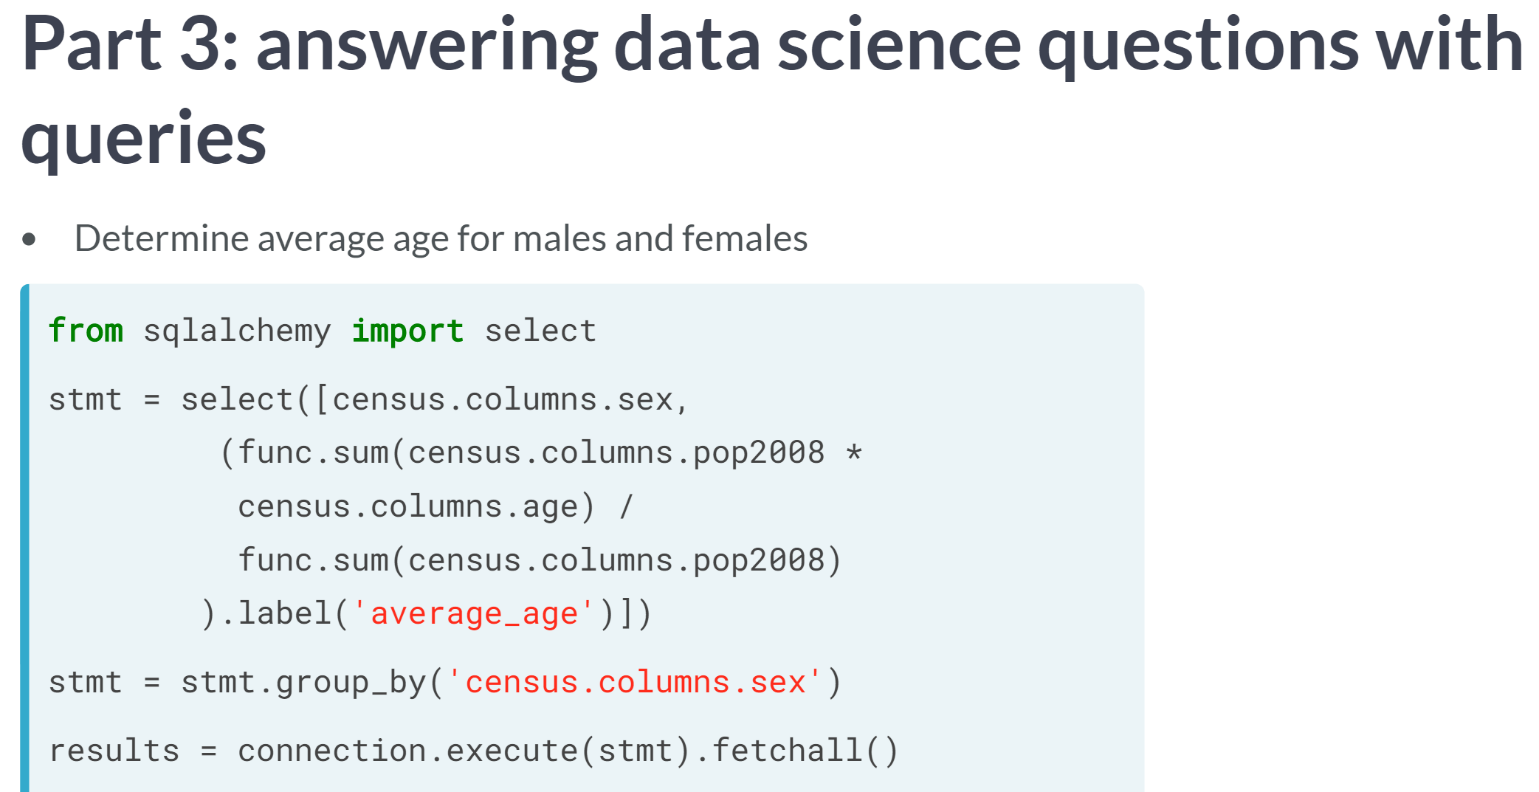 Part 3: answering data science questions with
queries
• Determine average age for males and females
from sqlalchemy import select
stmt = select([census.columns.sex,
(func.sum(census.columns.pop2008 *
census.columns.age) /
func.sum(census.columns.pop2008)
).label('average_age')])
stmt = stmt.group_by('census.columns.sex')
results = connection.execute(stmt).fetchall()